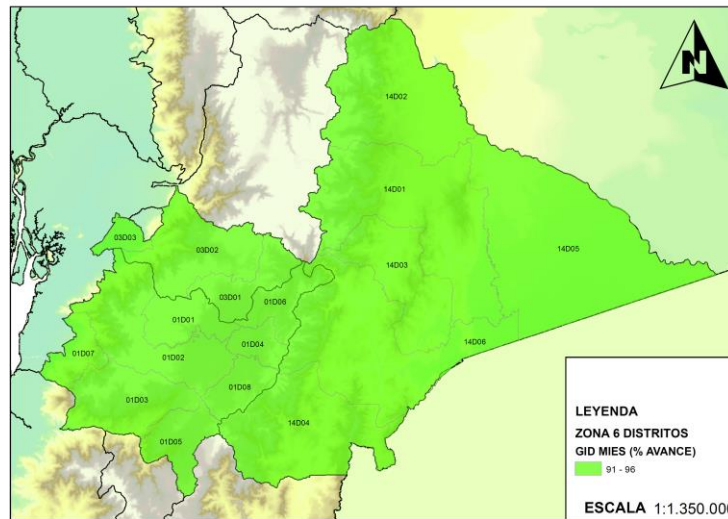 N
14D02
14D01
14D05
03D03
03D02
14D03
03D01
01D06
01D01
01D04
14D06
01D07
01D02
01D08
01D03
14D04
01D05
LEYENDA
ZONA 6 DISTRITOS
GID MIES (% AVANCE)
91 - 96
ESCALA 1:1.350.00